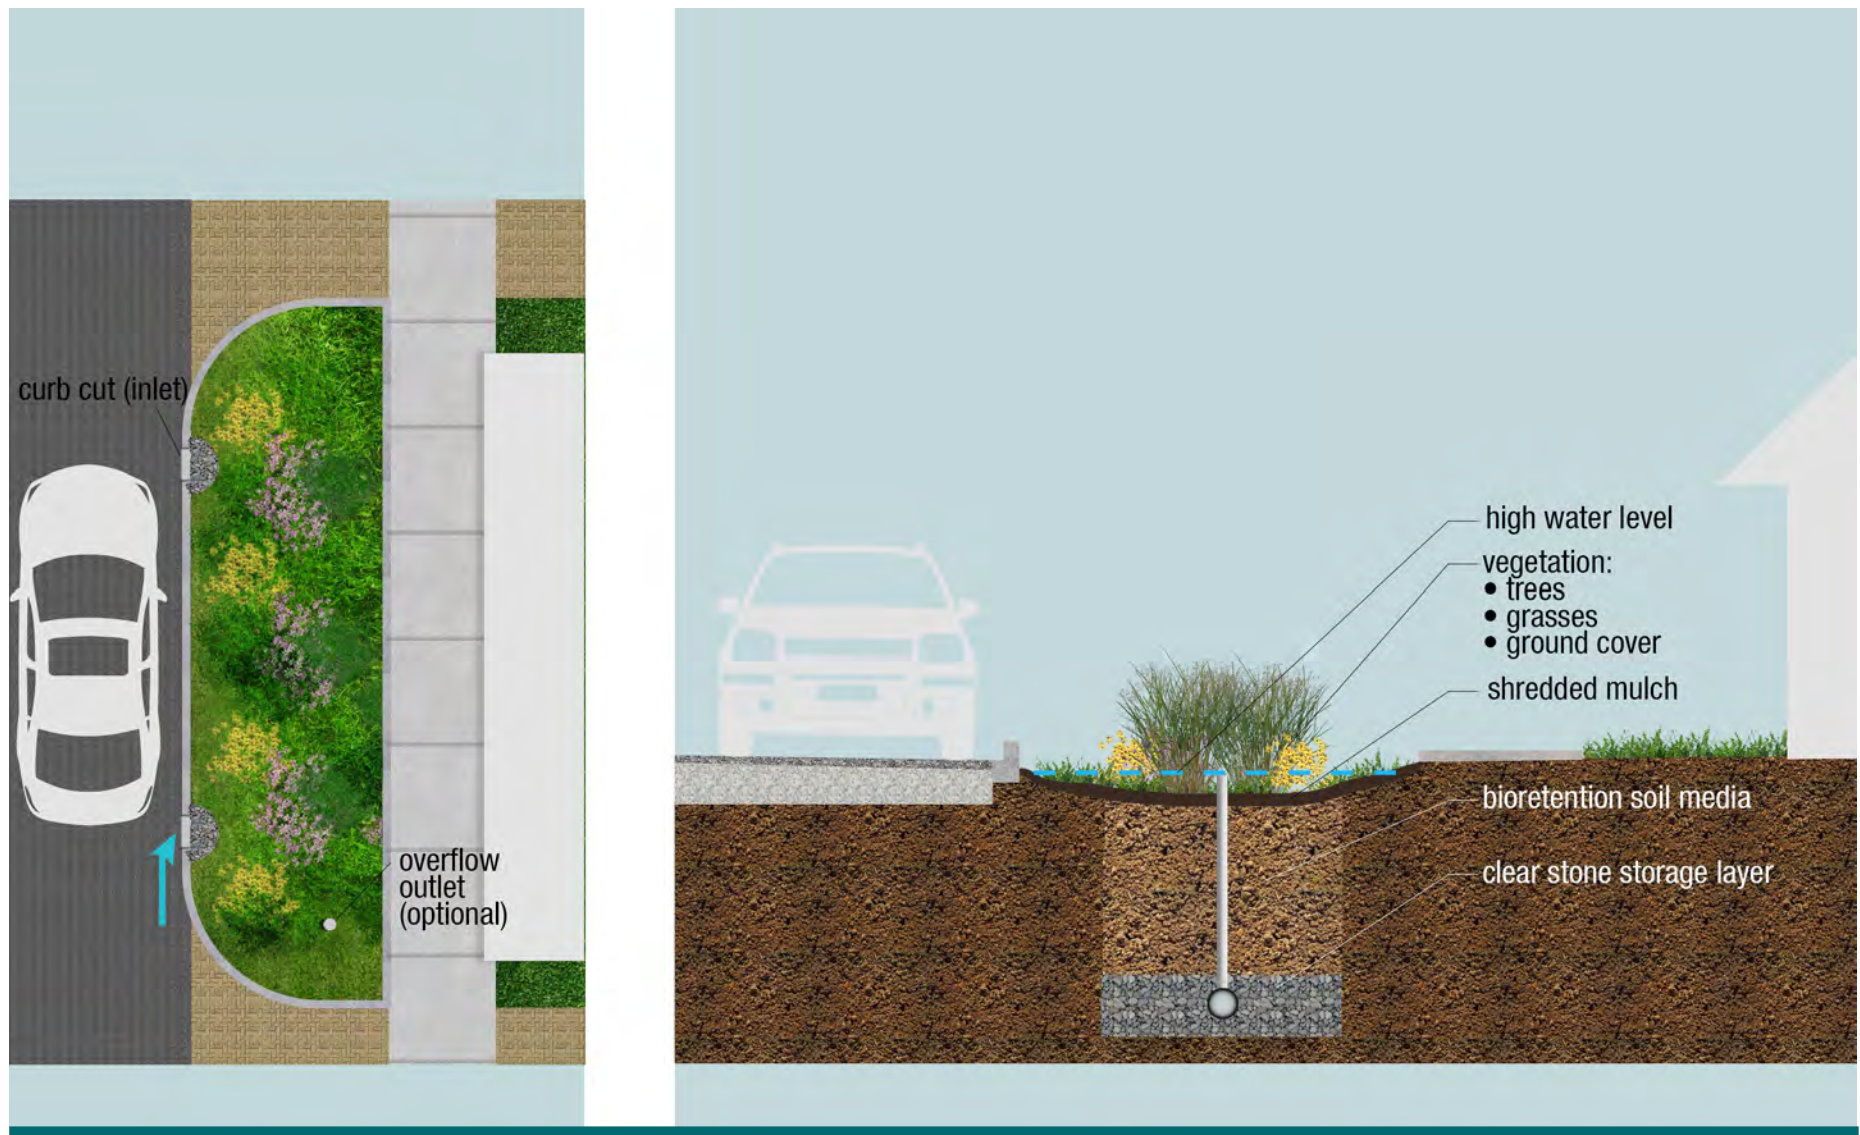 curb cut (inlet)
overflow
outlet
(optional)
high water level
vegetation:
• trees
• grasses
• ground cover
shredded mulch
bioretention soil media
clear stone storage layer